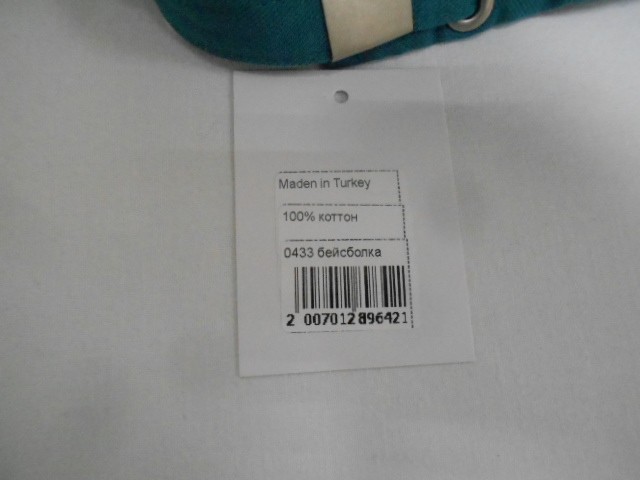 Maden in Turkey
100% коттон
0433 бейсболка
2 007012 896421